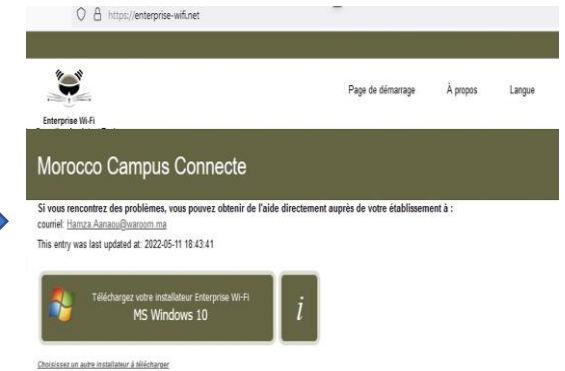 https://enterprise-wifi.net
Page de démarrage À propos Langue
Enterprise Wi-Fi
Morocco Campus Connecte
Si vous rencontrez des problèmes, vous pouvez obtenir de l'aide directement auprès de votre établissement à :
courriel: Hamza.Aanaou@waroom.ma
This entry was last updated at: 2022-05-11 18:43:41
Téléchargez votre installateur Enterprise Wi-Fi
MS Windows 10
i
Choisissez un autre installateur à télécharger